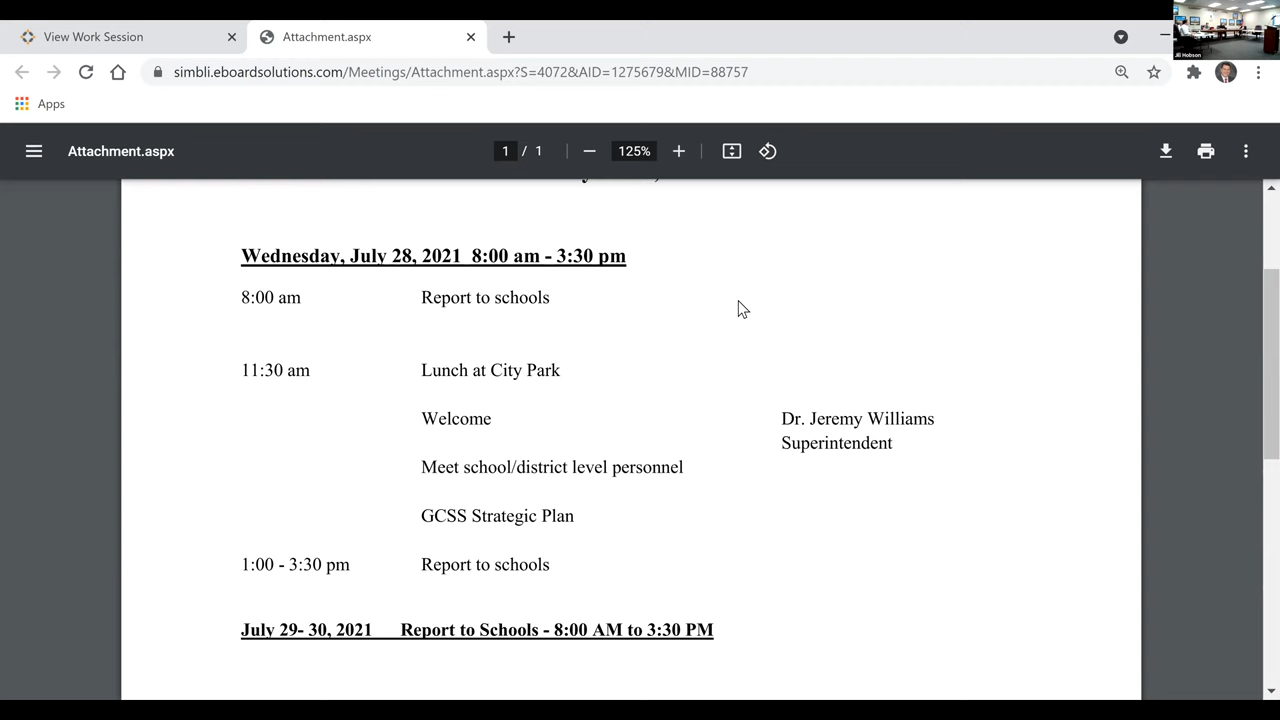 View Work Session
Attachment.aspx
simbli.eboardsolutions.com/Meetings/Attachment.aspx?S=4072&AID=1275679&MID=88757
Apps
Attachment.aspx
1 / 1
125%
Wednesday, July 28, 2021 8:00 am - 3:30 pm
8:00 am Report to schools
11:30 am Lunch at City Park
Welcome Dr. Jeremy Williams
Superintendent
Meet school/district level personnel
GCSS Strategic Plan
1:00 - 3:30 pm Report to schools
July 29- 30, 2021 Report to Schools - 8:00 AM to 3:30 PM
Jill Hobson